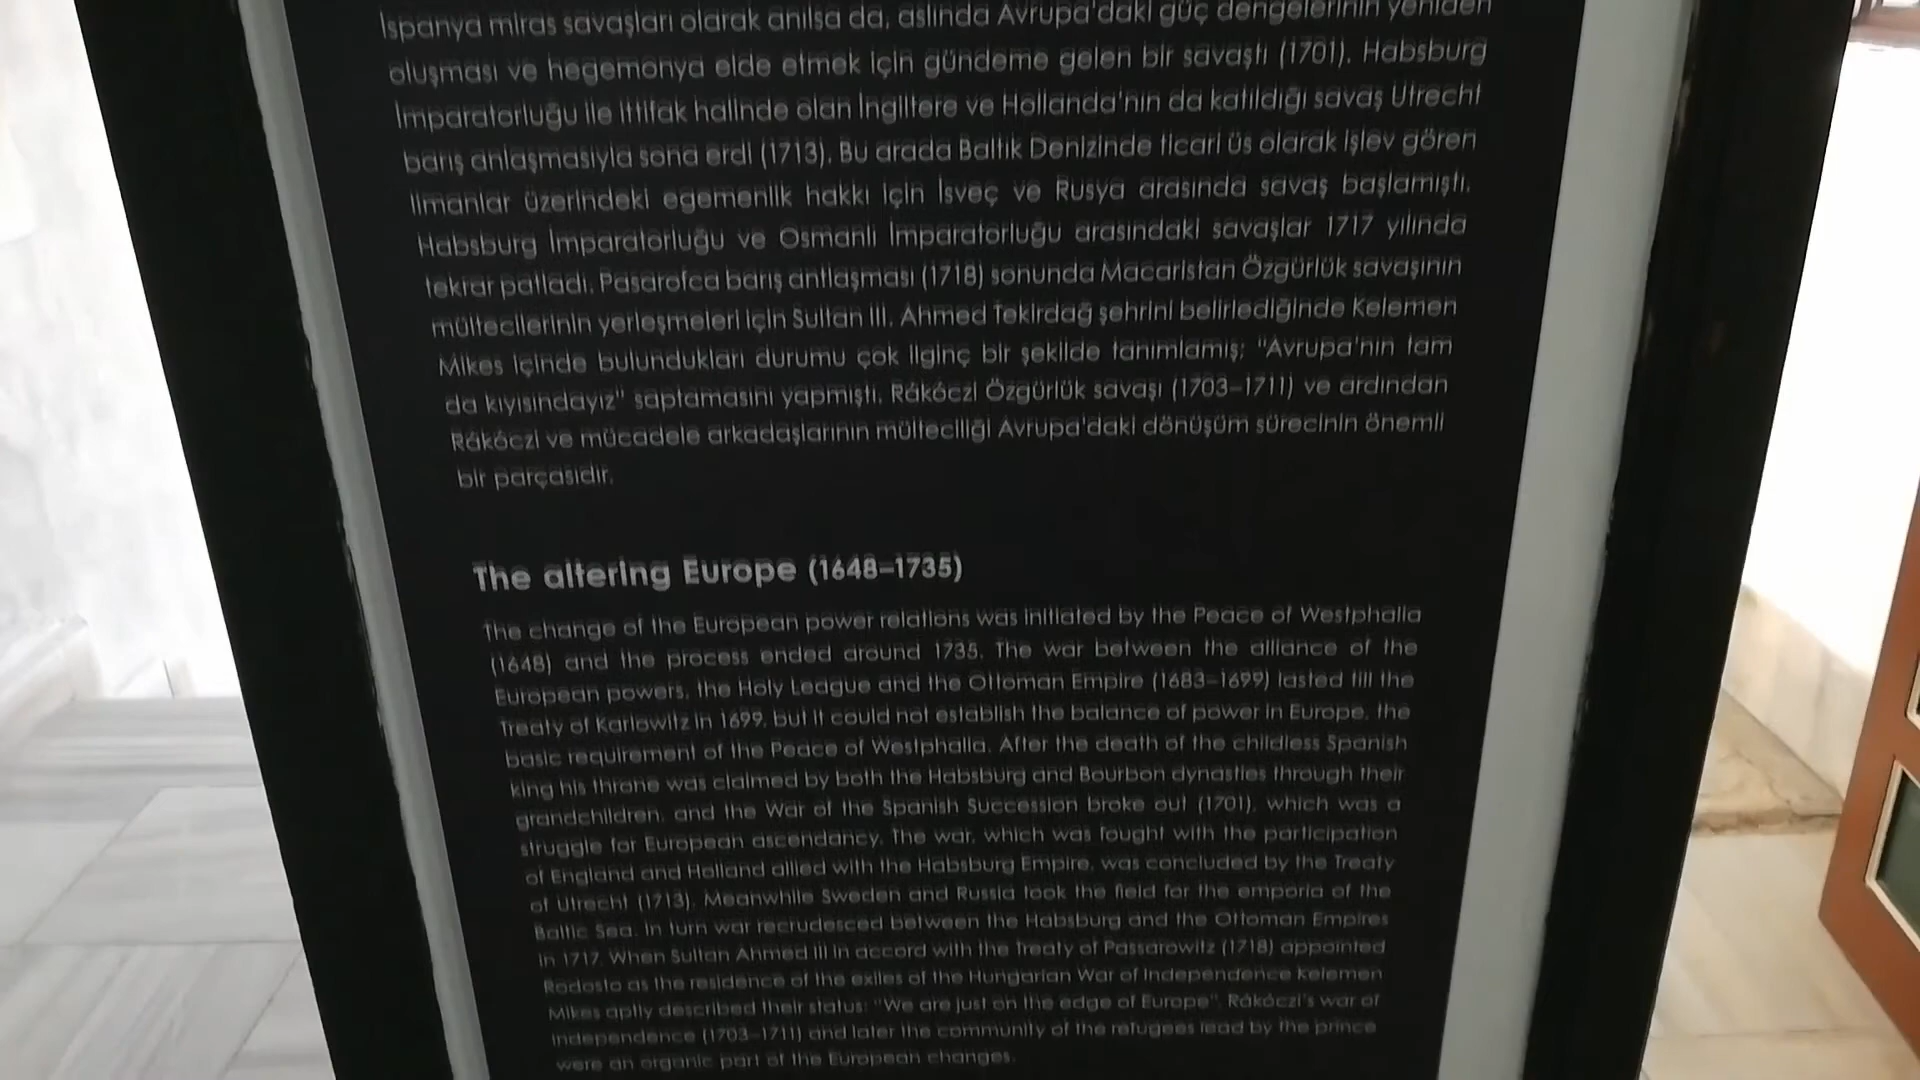 İspanya miras savaşları olarak anılsa da, aslında Avrupa'daki güç dengelerinin yeniden
oluşması ve hegemonya elde etmek için gündeme gelen bir savaştı (1701). Habsburg
İmparatorluğu ile ittifak halinde olan İngiltere ve Hollanda'nın da katıldığı savaş Utrecht
barış anlaşmasıyla sona erdi (1713). Bu arada Baltık Denizinde ticari üs olarak işlev gören
limanlar üzerindeki egemenlik hakkı için İsveç ve Rusya arasında savaş başlamıştı.
Habsburg İmparatorluğu ve Osmanlı İmparatorluğu arasındaki savaşlar 1717 yılında
tekrar patladı. Pasarofca barış antlaşması (1718) sonunda Macaristan Özgürlük savaşının
mültecilerinin yerleşmeleri için Sultan III. Ahmed Tekirdağ şehrini belirlediğinde Kelemen
Mikes içinde bulundukları durumu çok ilginç bir şekilde tanımlamış; "Avrupa'nın tam
da kıyısındayız" saptamasını yapmıştı. Rákóczi Özgürlük savaşı (1703–1711) ve ardından
Rákóczi ve mücadele arkadaşlarının mülteciliği Avrupa'daki dönüşüm sürecinin önemli
bir parçasıdır.
The altering Europe (1648–1735)
The change of the European power relations was initiated by the Peace of Westphalia
(1648) and the process ended around 1735. The war between the alliance of the
European powers, the Holy League and the Ottoman Empire (1683–1699) lasted till the
Treaty of Karlowitz in 1699, but it could not establish the balance of power in Europe, the
basic requirement of the Peace of Westphalia. After the death of the childless Spanish
king his throne was claimed by both the Habsburg and Bourbon dynasties through their
grandchildren, and the War of the Spanish Succession broke out (1701), which was a
struggle for European ascendancy. The war, which was fought with the participation
of England and Holland allied with the Habsburg Empire, was concluded by the Treaty
of Utrecht (1713). Meanwhile Sweden and Russia took the field for the emporia of the
Baltic Sea. In turn war recrudesced between the Habsburg and the Ottoman Empires
in 1717. When Sultan Ahmed III in accord with the Treaty of Passarowitz (1718) appointed
Rodosto as the residence of the exiles of the Hungarian War of Independence Kelemen
Mikes aptly described their status: "We are just on the edge of Europe". Rákóczi's war of
independence (1703–1711) and later the community of the refugees lead by the prince
were an organic part of the European changes.